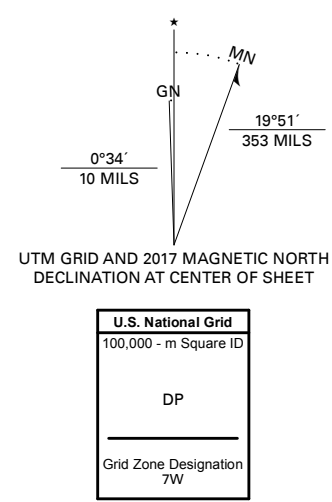 ★
MN
GN
19°51´
353 MILS
0°34´
10 MILS
UTM GRID AND 2017 MAGNETIC NORTH
DECLINATION AT CENTER OF SHEET
U.S. National Grid
100,000 - m Square ID
DP
Grid Zone Designation
7W